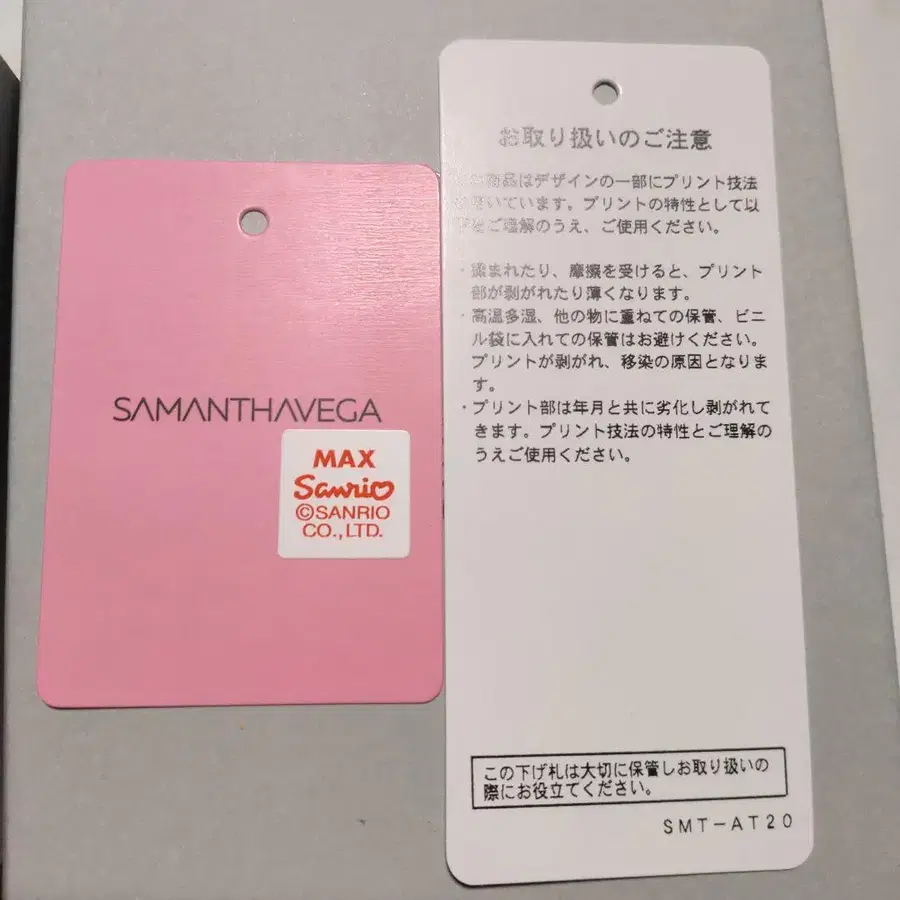 SAMANTHAVEGA
MAX
Sanrio
©SANRIO
CO.,LTD.
お取り扱いのご注意
商品はデザインの一部にプリント技法
いています。プリントの特性として以
ご理解のうえ、ご使用ください。
・揉まれたり、摩擦を受けると、プリント
部が剥がれたり薄くなります。
・高温多湿、他の物に重ねての保管、ビニ
ル袋に入れての保管はお避けください。
プリントが剥がれ、移染の原因となりま
す。
・プリント部は年月と共に劣化し剥がれて
きます。プリント技法の特性とご理解の
うえご使用ください。
この下げ札は大切に保管しお取り扱いの
際にお役立てください。
SMT-AT20